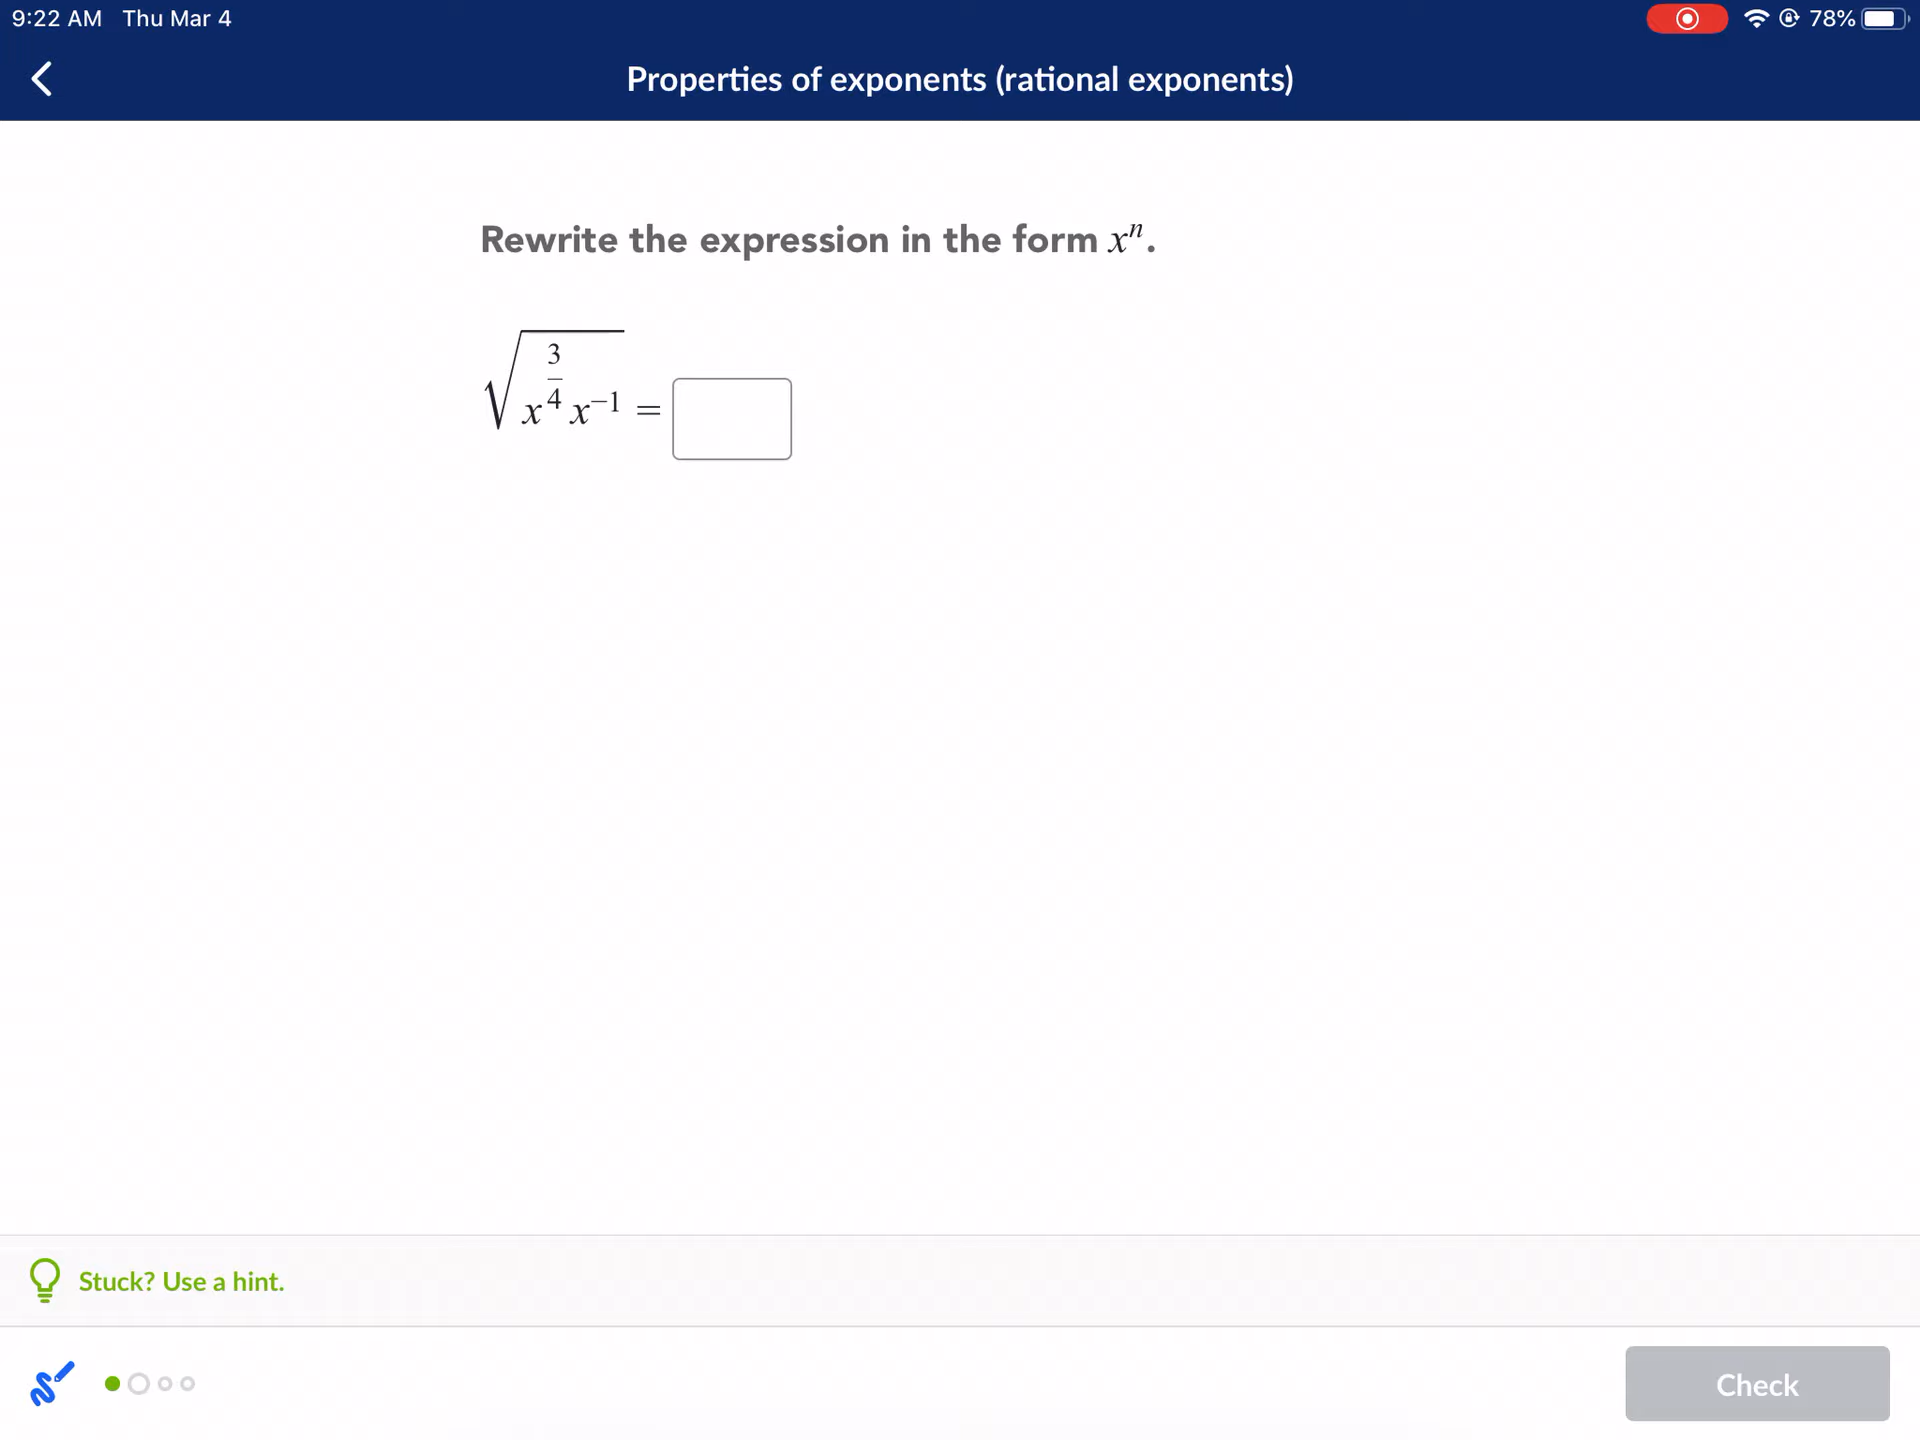 9:22 AM Thu Mar 4
78%
Properties of exponents (rational exponents)
Rewrite the expression in the form xⁿ.
√(x^(3/4) x⁻¹) =
Stuck? Use a hint.
Check